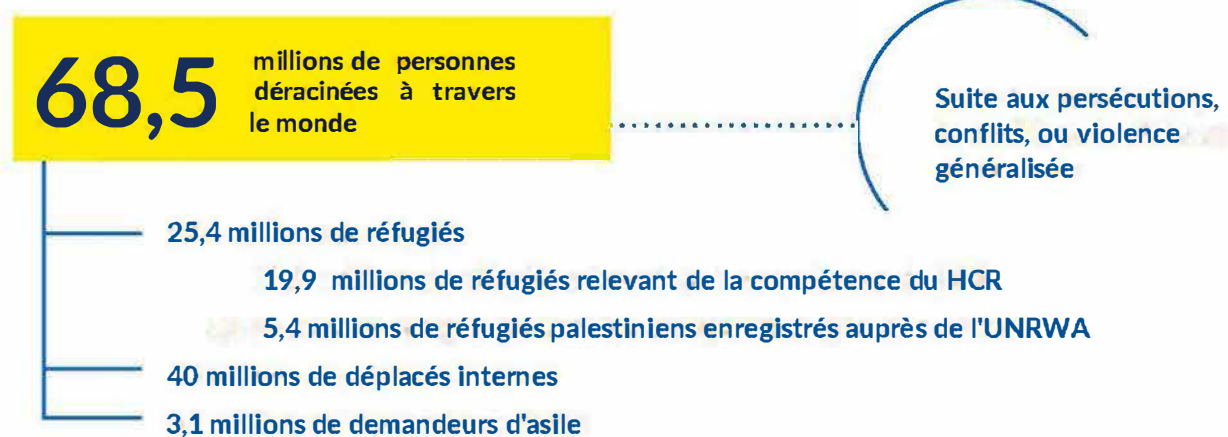 68,5
millions de personnes
déracinées à travers
le monde
Suite aux persécutions,
conflits, ou violence
généralisée
25,4 millions de réfugiés
19,9 millions de réfugiés relevant de la compétence du HCR
5,4 millions de réfugiés palestiniens enregistrés auprès de l'UNRWA
40 millions de déplacés internes
3,1 millions de demandeurs d'asile